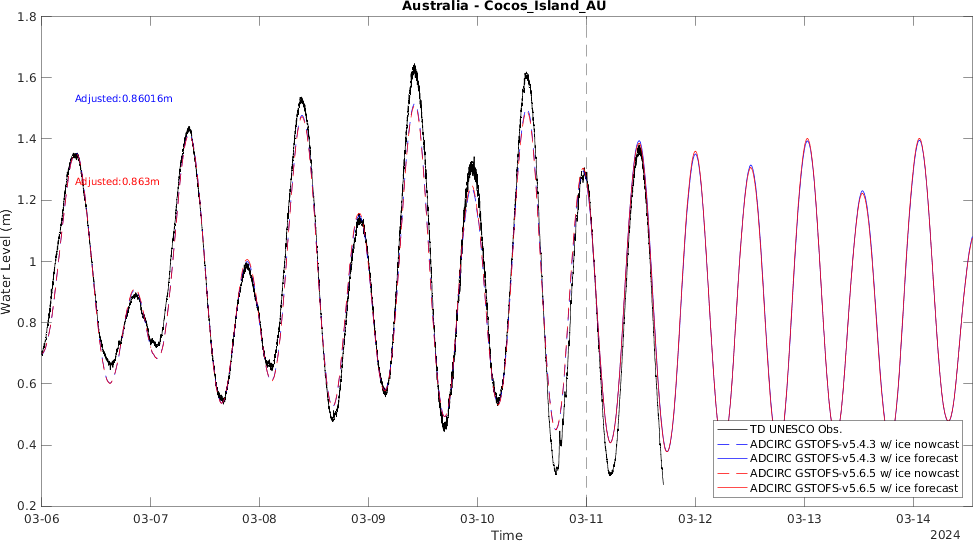 Australia - Cocos_Island_AU
1.8
1.6
1.4
1.2
1
0.8
0.6
0.4
0.2
Water Level (m)
Adjusted:0.86016m
Adjusted:0.863m
TD UNESCO Obs.
ADCIRC GSTOFS-v5.4.3 w/ ice nowcast
ADCIRC GSTOFS-v5.4.3 w/ ice forecast
ADCIRC GSTOFS-v5.6.5 w/ ice nowcast
ADCIRC GSTOFS-v5.6.5 w/ ice forecast
03-06 03-07 03-08 03-09 03-10 03-11 03-12 03-13 03-14
Time
2024